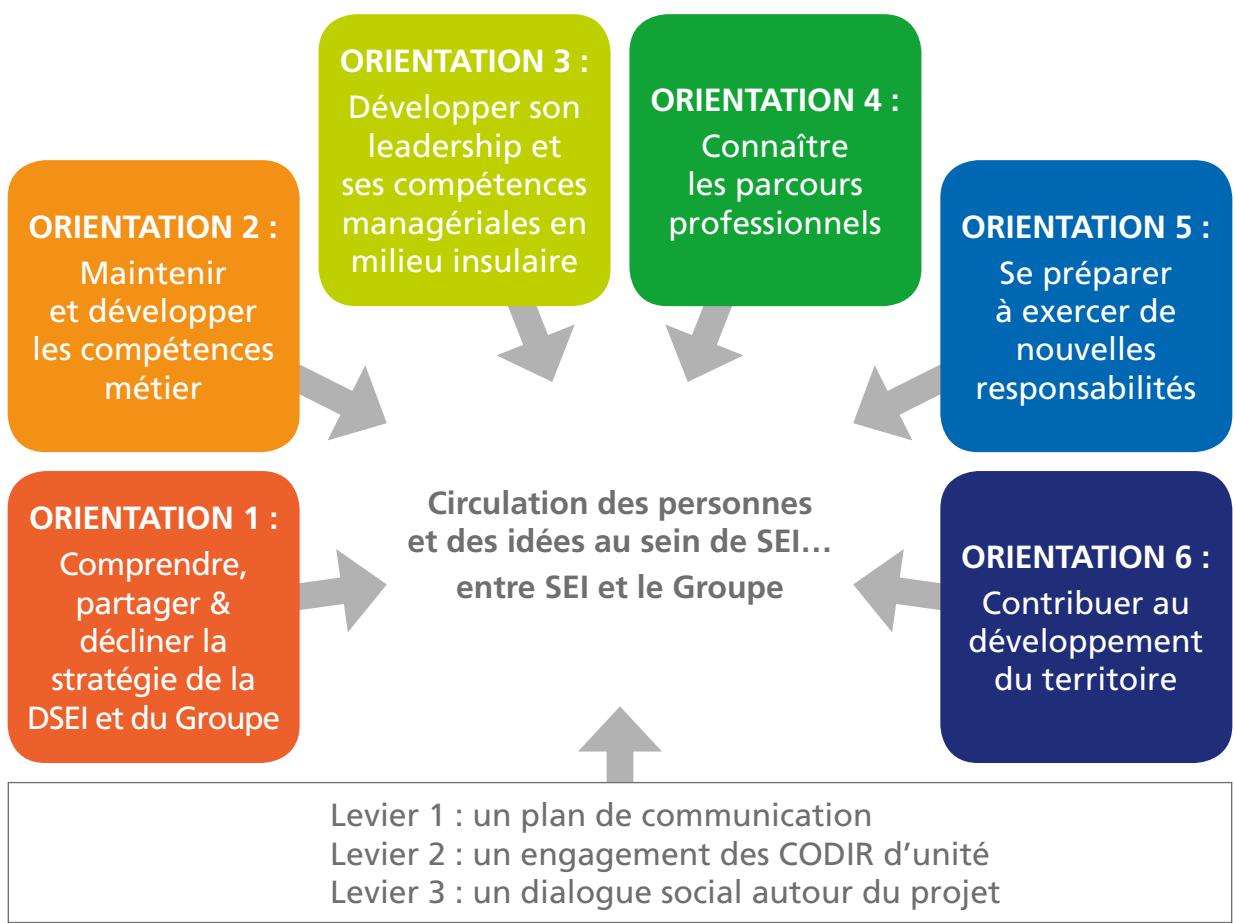 ORIENTATION 1 :
Comprendre,
partager &
décliner la
stratégie de la
DSEI et du Groupe
ORIENTATION 2 :
Maintenir
et développer
les compétences
métier
ORIENTATION 3 :
Développer son
leadership et
ses compétences
managériales en
milieu insulaire
ORIENTATION 4 :
Connaître
les parcours
professionnels
ORIENTATION 5 :
Se préparer
à exercer de
nouvelles
responsabilités
ORIENTATION 6 :
Contribuer au
développement
du territoire
Circulation des personnes
et des idées au sein de SEI…
entre SEI et le Groupe
Levier 1 : un plan de communication
Levier 2 : un engagement des CODIR d’unité
Levier 3 : un dialogue social autour du projet